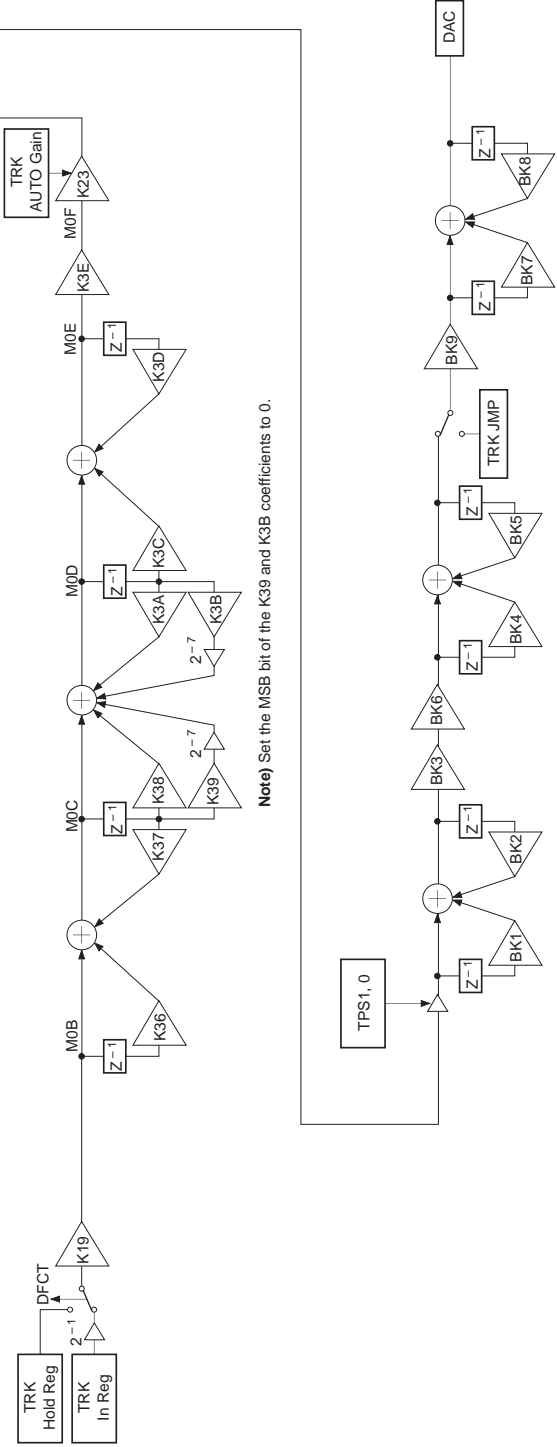 TRK
Hold Reg
TRK
In Reg
2⁻¹
DFCT
K19
M0B
Z⁻¹
K36
M0C
Z⁻¹
K37
K38
K39
2⁻⁷
2⁻⁷
M0D
Z⁻¹
K3A
K3B
K3C
M0E
Z⁻¹
K3D
K3E
M0F
K23
TRK
AUTO Gain
Note) Set the MSB bit of the K39 and K3B coefficients to 0.
TPS1, 0
Z⁻¹
BK1
Z⁻¹
BK2
BK3
BK6
Z⁻¹
BK4
Z⁻¹
BK5
TRK JMP
BK9
Z⁻¹
BK7
Z⁻¹
BK8
DAC